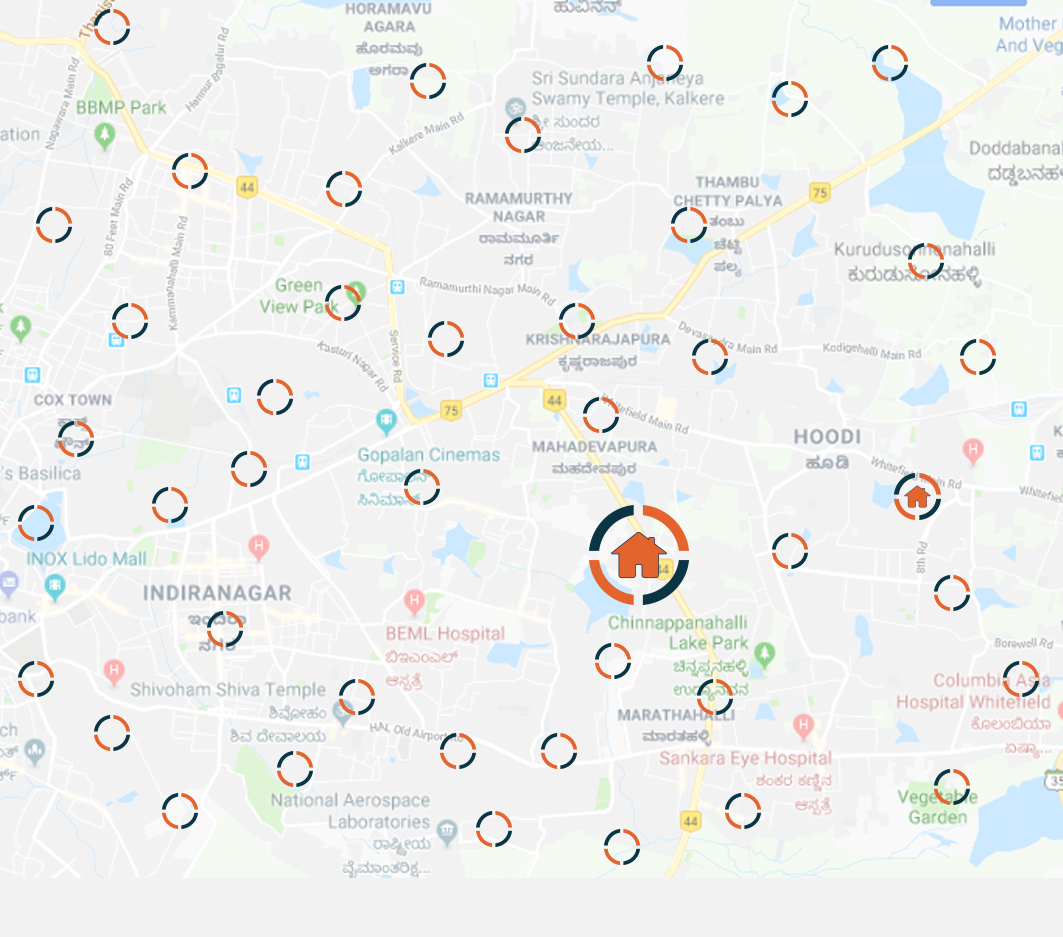 HORAMAVU
AGARA
ಹೊರಮವು
ಅಗರಾ
ಹುವಿನನ್
Mother
And Veg
Thanis
Nagawara Main Rd
Hennur Bagalur Rd
BBMP Park
ation
Kalkere Main Rd
Sri Sundara Anjaneya
Swamy Temple, Kalkere
ಶ್ರೀ ಸುಂದರ
ಆಂಜನೇಯ...
Doddabanah
ದಡ್ಡಬನಹ
44
75
80 Feet Main Rd
Kammanahalli Main Rd
RAMAMURTHY
NAGAR
ರಾಮಮೂರ್ತಿ
ನಗರ
THAMBU
CHETTY PALYA
ತಂಬು
ಚೆಟ್ಟಿ
ಪಲ್ಯ
Kurudusonnenahalli
ಕುರುಡುಸೋನಹಳ್ಳಿ
Green
View Park
Ramamurthi Nagar Main Rd
Service Rd
Kasturi Nagar Rd
KRISHNARAJAPURA
ಕೃಷ್ಣರಾಜಪುರ
Devasandra Main Rd
Kodigehalli Main Rd
COX TOWN
ಕಾಕ್ಸ್
ಟೌನ್
75
44
Whitefield Main Rd
's Basilica
Gopalan Cinemas
ಗೋಪಾಲನ್
ಸಿನಿಮಾಸ್
MAHADEVAPURA
ಮಹದೇವಪುರ
HOODI
ಹೂಡಿ
H
Whitefield Main Rd
Whitefie
INOX Lido Mall
H
44
8th Rd
INDIRANAGAR
ಇಂದಿರಾ
ನಗರ
bank
H
BEML Hospital
ಬಿಇಎಂಎಲ್
ಆಸ್ಪತ್ರೆ
Chinnappanahalli
Lake Park
ಚಿನ್ನಪ್ಪನಹಳ್ಳಿ
ಉದ್ಯಾನವನ
Borewell Rd
H
Shivoham Shiva Temple
ಶಿವೋಹಂ
ಶಿವ ದೇವಾಲಯ
HAL Old Airport Rd
MARATHAHALLI
ಮಾರತಹಳ್ಳಿ
H
Columbia Asia
Hospital Whitefield
ಕೊಲಂಬಿಯಾ
ಏಷ್ಯಾ...
rch
Sankara Eye Hospital
ಶಂಕರ ಕಣ್ಣಿನ
ಆಸ್ಪತ್ರೆ
35
National Aerospace
Laboratories
ರಾಷ್ಟ್ರೀಯ
ವೈಮಾಂತರಿಕ್ಷ...
44
Vegetable
Garden